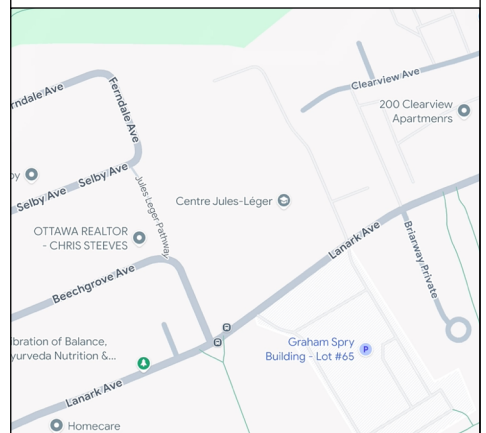 Clearview Ave
Ferndale Ave
rndale Ave
200 Clearview
Apartmenrs
Selby Ave
Selby Ave
Jules Leger Pathway
Centre Jules-Léger
OTTAWA REALTOR
- CHRIS STEEVES
Lanark Ave
Briarway Private
Beechgrove Ave
bration of Balance,
yurveda Nutrition &...
Graham Spry
Building - Lot #65
P
Lanark Ave
Homecare